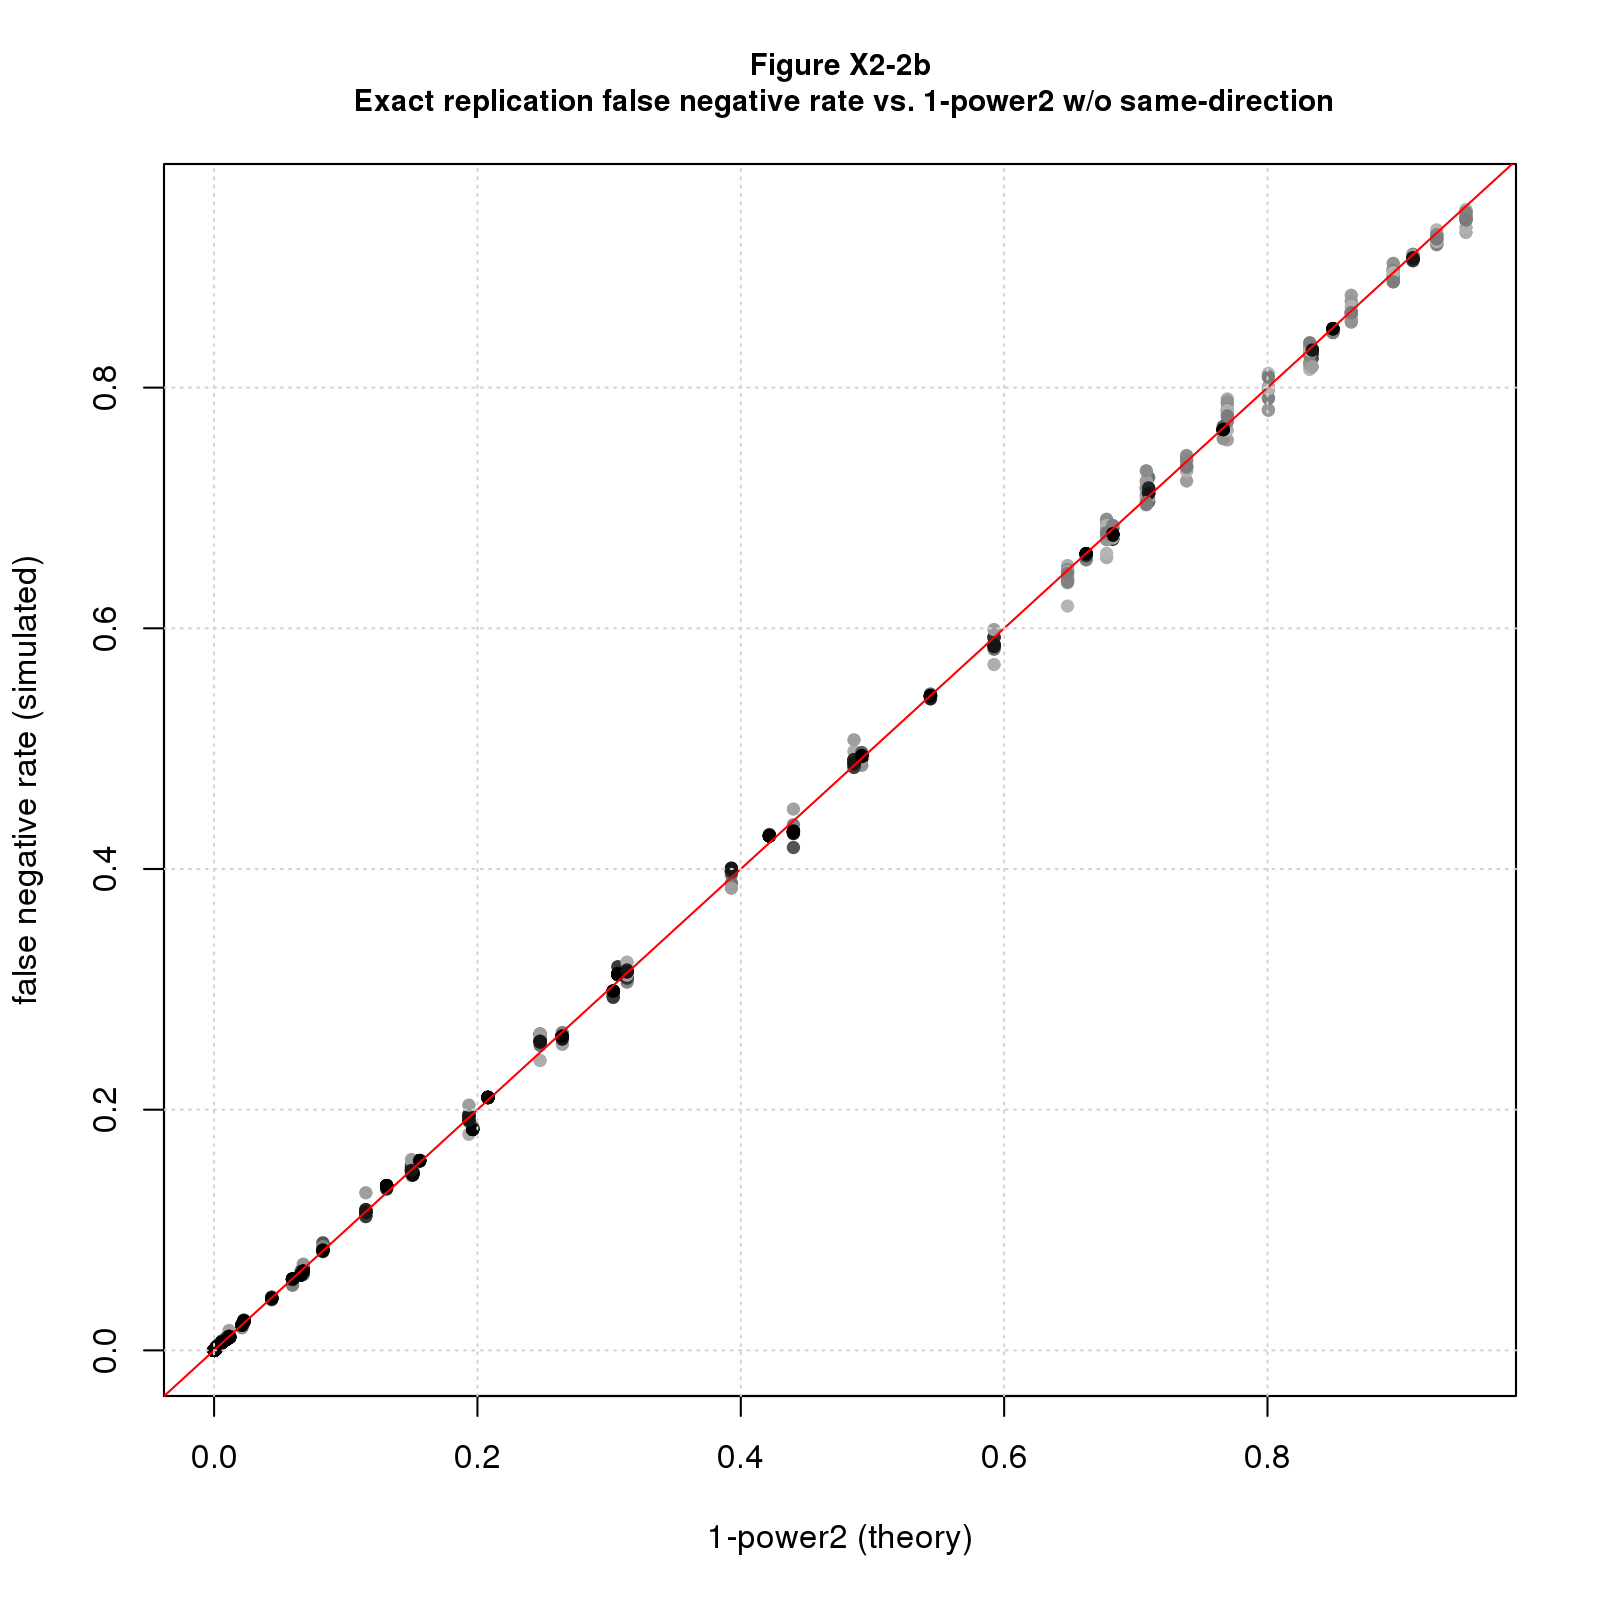 Figure X2-2b
Exact replication false negative rate vs. 1-power2 w/o same-direction
false negative rate (simulated)
0.8
0.6
0.4
0.2
0.0
0.0 0.2 0.4 0.6 0.8
1-power2 (theory)